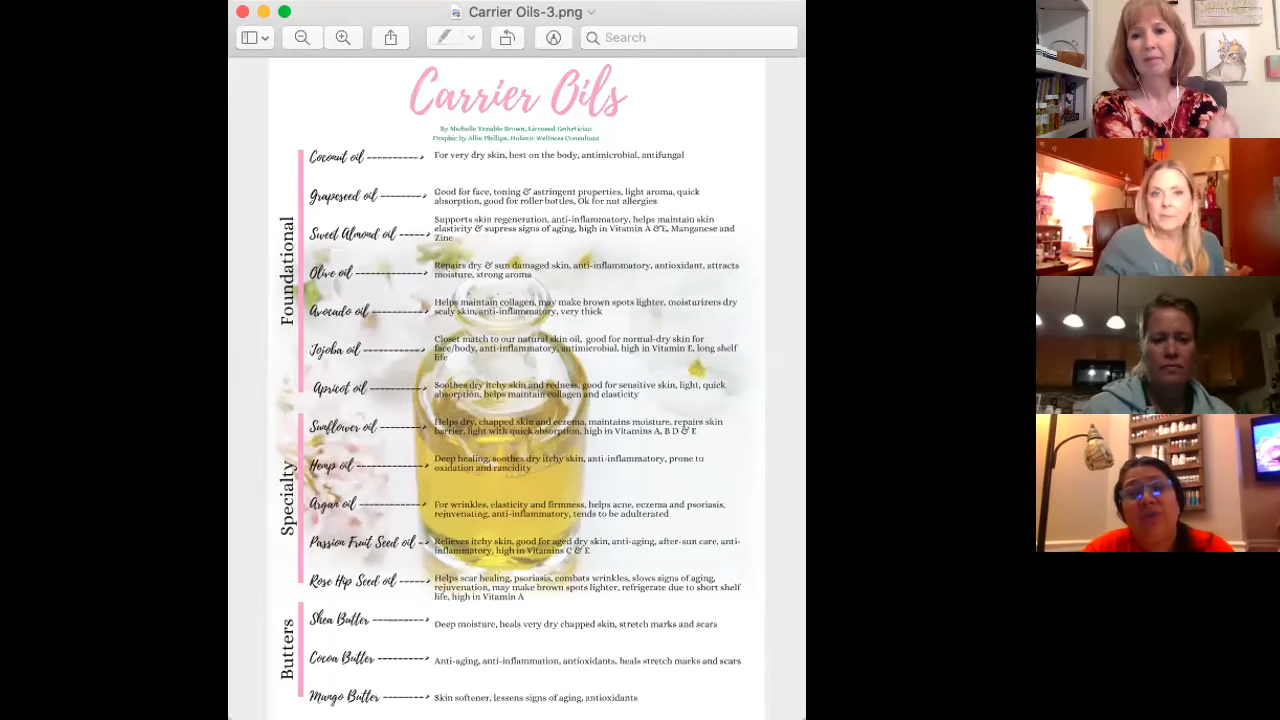 Carrier Oils-3.png
Search
Carrier Oils
By Michelle Venable Brown, Licensed Esthetician
Graphic by Allie Phillips, Holistic Wellness Consultant
Foundational
Coconut oil
For very dry skin, best on the body, antimicrobial, antifungal
Grapeseed oil
Good for face, toning & astringent properties, light aroma, quick
absorption, good for roller bottles, Ok for nut allergies
Sweet Almond oil
Supports skin regeneration, anti-inflammatory, helps maintain skin
elasticity & supress signs of aging, high in Vitamin A &E, Manganese and
Zinc
Olive oil
Repairs dry & sun damaged skin, anti-inflammatory, antioxidant, attracts
moisture, strong aroma
Avocado oil
Helps maintain collagen, may make brown spots lighter, moisturizers dry
scaly skin, anti-inflammatory, very thick
Jojoba oil
Closet match to our natural skin oil, good for normal-dry skin for
face/body, anti-inflammatory, antimicrobial, high in Vitamin E, long shelf
life
Apricot oil
Soothes dry itchy skin and redness, good for sensitive skin, light, quick
absorption, helps maintain collagen and elasticity
Specialty
Sunflower oil
Helps dry, chapped skin and eczema, maintains moisture, repairs skin
barrier, light with quick absorption, high in Vitamins A, B D & E
Hemp oil
Deep healing, soothes dry itchy skin, anti-inflammatory, prone to
oxidation and rancidity
Argan oil
For wrinkles, elasticity and firmness, helps acne, eczema and psoriasis,
rejuvenating, anti-inflammatory, tends to be adulterated
Passion Fruit Seed oil
Relieves itchy skin, good for aged dry skin, anti-aging, after-sun care, anti-
inflammatory, high in Vitamins C & E
Rose Hip Seed oil
Helps scar healing, psoriasis, combats wrinkles, slows signs of aging,
rejuvenation, may make brown spots lighter, refrigerate due to short shelf
life, high in Vitamin A
Butters
Shea Butter
Deep moisture, heals very dry chapped skin, stretch marks and scars
Cocoa Butter
Anti-aging, anti-inflammation, antioxidants, heals stretch marks and scars
Mango Butter
Skin softener, lessens signs of aging, antioxidants